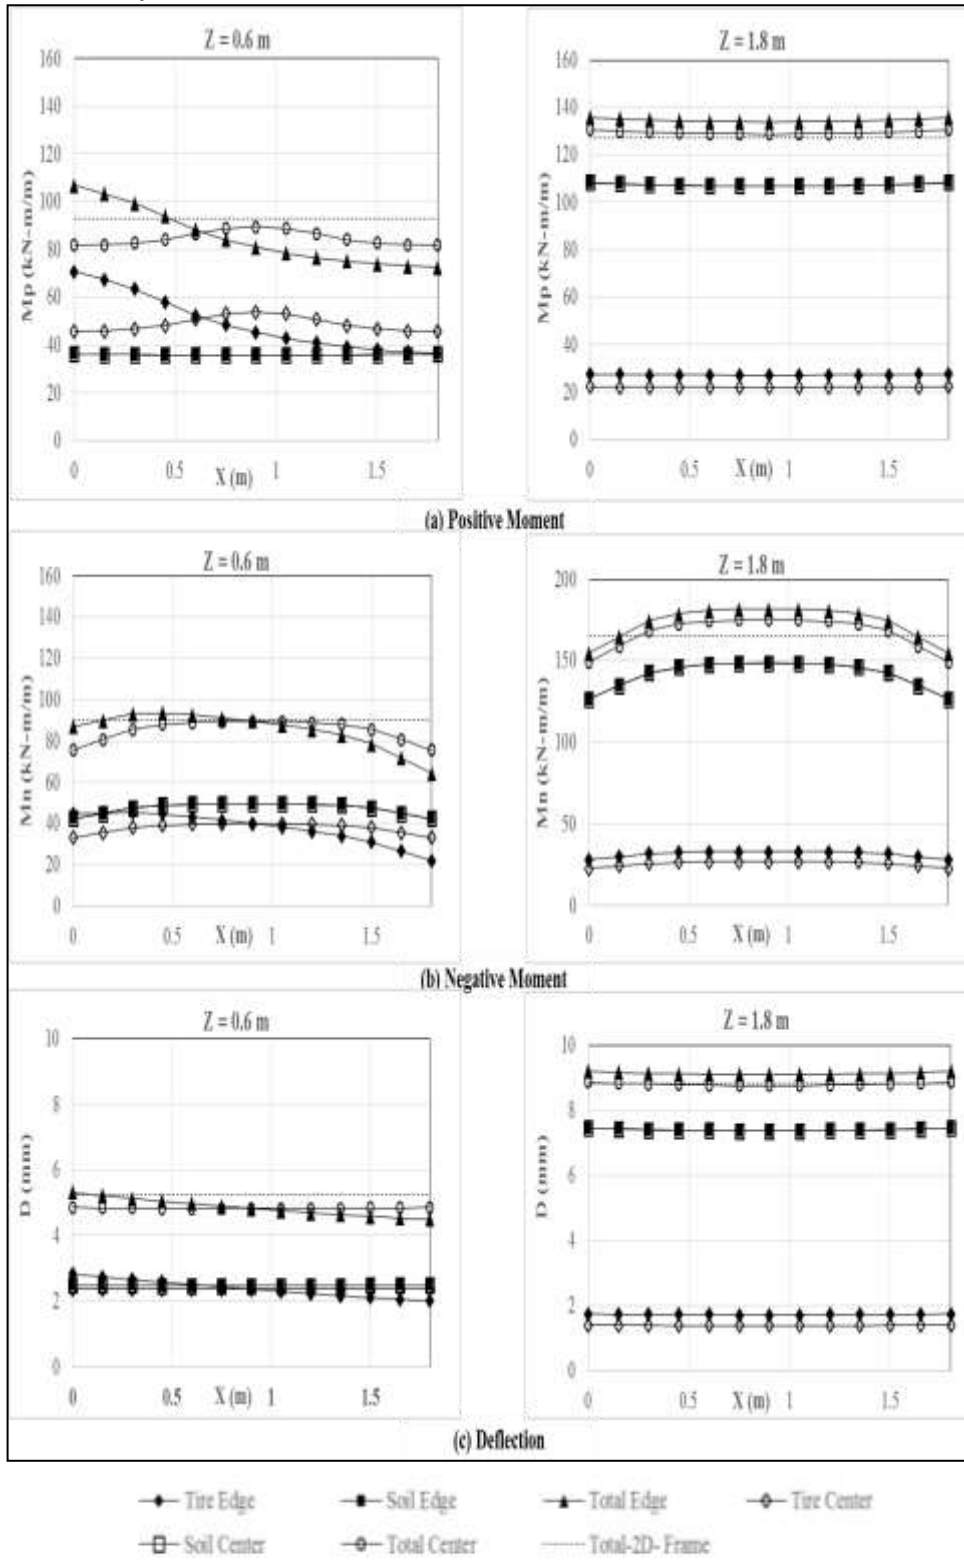 Z = 0.6 m
160
140
120
100
80
60
40
20
0
Mp (kN-m/m)
0 0.5 1 1.5
X (m)
Z = 1.8 m
160
140
120
100
80
60
40
20
0
Mp (kN-m/m)
0 0.5 1 1.5
X (m)
(a) Positive Moment
Z = 0.6 m
160
140
120
100
80
60
40
20
0
Mn (kN-m/m)
0 0.5 X (m) 1 1.5
Z = 1.8 m
200
150
100
50
0
Mn (kN-m/m)
0 0.5 X (m) 1 1.5
(b) Negative Moment
Z = 0.6 m
10
8
6
4
2
0
D (mm)
0 0.5 X (m) 1 1.5
Z = 1.8 m
10
8
6
4
2
0
D (mm)
0 0.5 X (m) 1 1.5
(c) Deflection
Tire Edge Soil Edge Total Edge Tire Center
Soil Center Total Center Total-2D- Frame